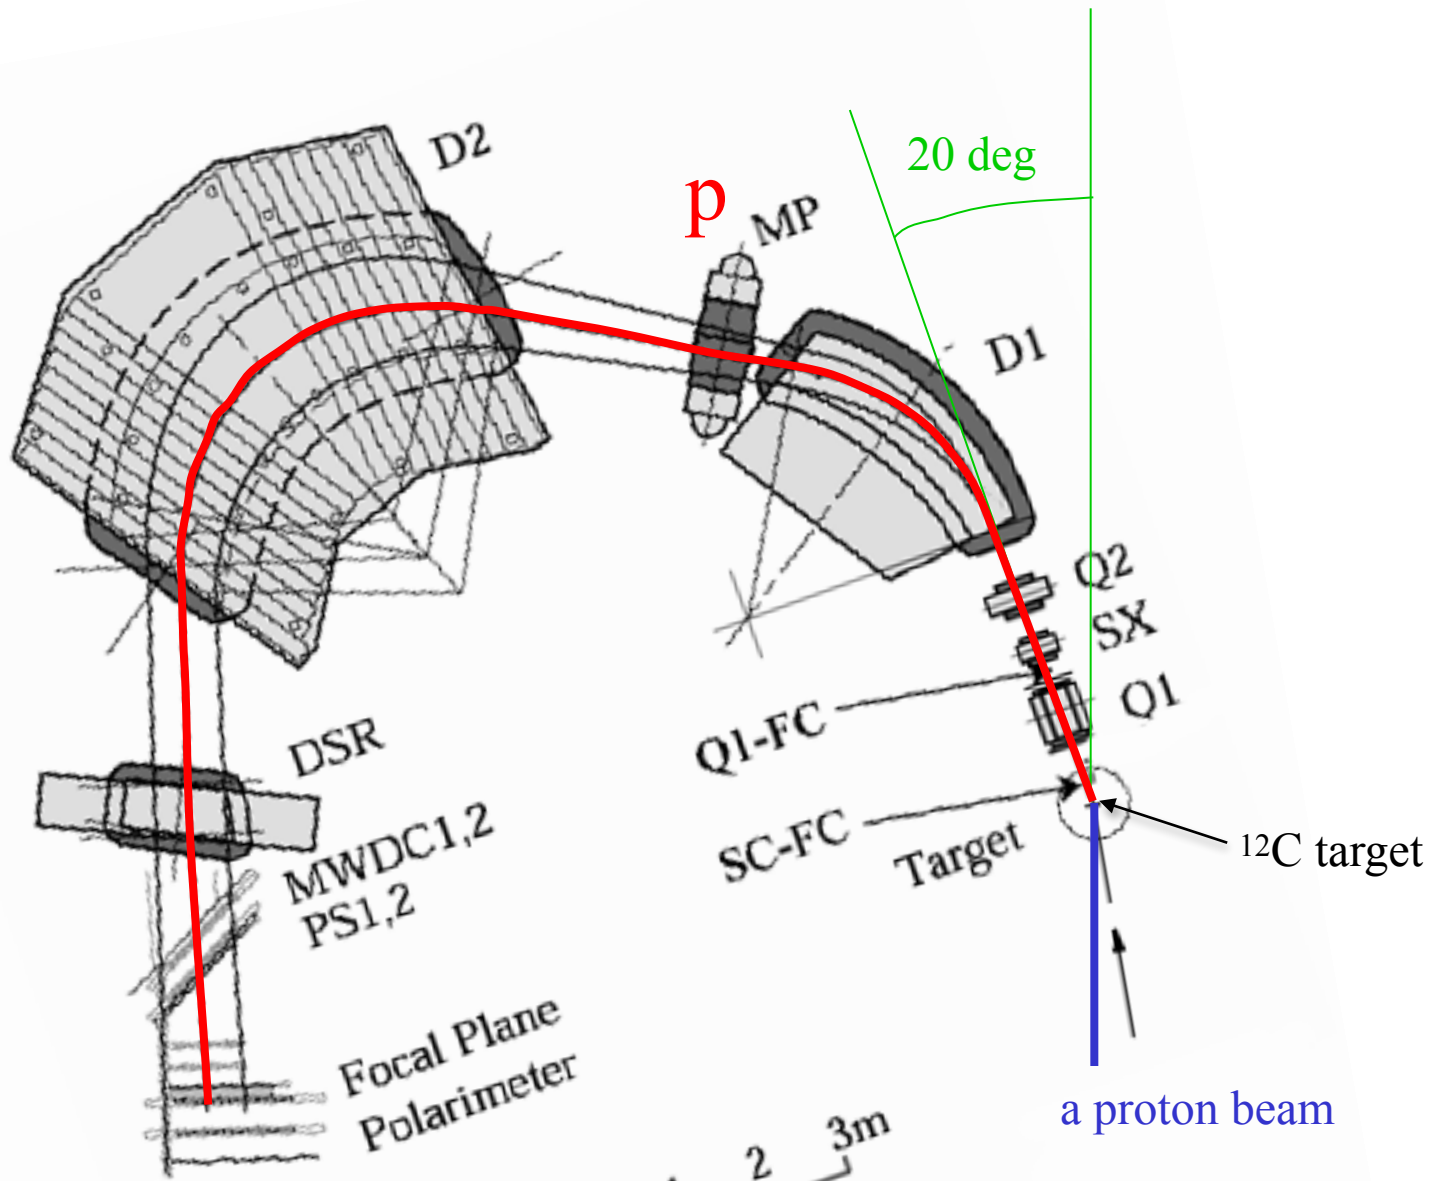 D2
20 deg
p
MP
D1
Q2
SX
Q1
Q1-FC
DSR
SC-FC
Target
¹²C target
MWDC1,2
PS1,2
Focal Plane
Polarimeter
a proton beam
2
3m